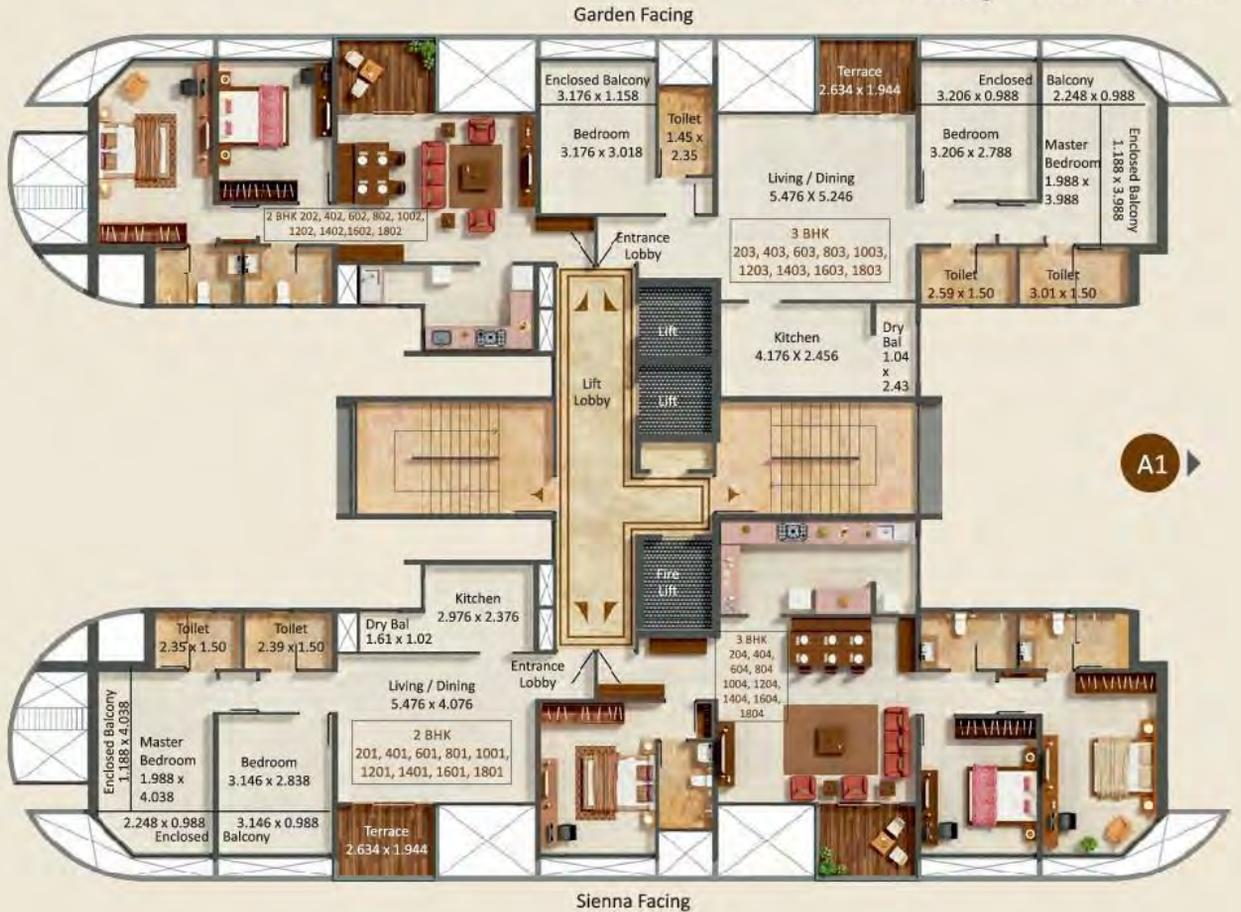 Garden Facing
Enclosed Balcony
3.176 x 1.158
Bedroom
3.176 x 3.018
Toilet
1.45 x
2.35
Terrace
2.634 x 1.944
Enclosed
3.206 x 0.988
Balcony
2.248 x 0.988
Bedroom
3.206 x 2.788
Master
Bedroom
1.988 x
3.988
Enclosed Balcony
1.188 x 3.988
Living / Dining
5.476 x 5.246
2 BHK 202, 402, 602, 802, 1002,
1202, 1402,1602, 1802
Entrance
Lobby
3 BHK
203, 403, 603, 803, 1003,
1203, 1403, 1603, 1803
Toilet
2.59 x 1.50
Toilet
3.01 x 1.50
Lift
Kitchen
4.176 X 2.456
Dry
Bal
1.04
x
2.43
Lift
Lobby
Lift
A1
Fire
Lift
Kitchen
2.976 x 2.376
Dry Bal
1.61 x 1.02
Toilet
2.35 x 1.50
Toilet
2.39 x 1.50
Entrance
Lobby
3 BHK
204, 404,
604, 804
1004, 1204,
1404, 1604,
1804
Living / Dining
5.476 x 4.076
2 BHK
201, 401, 601, 801, 1001,
1201, 1401, 1601, 1801
Enclosed Balcony
1.188 x 4.038
Master
Bedroom
1.988 x
4.038
Bedroom
3.146 x 2.838
2.248 x 0.988
Enclosed
3.146 x 0.988
Balcony
Terrace
2.634 x 1.944
Sienna Facing